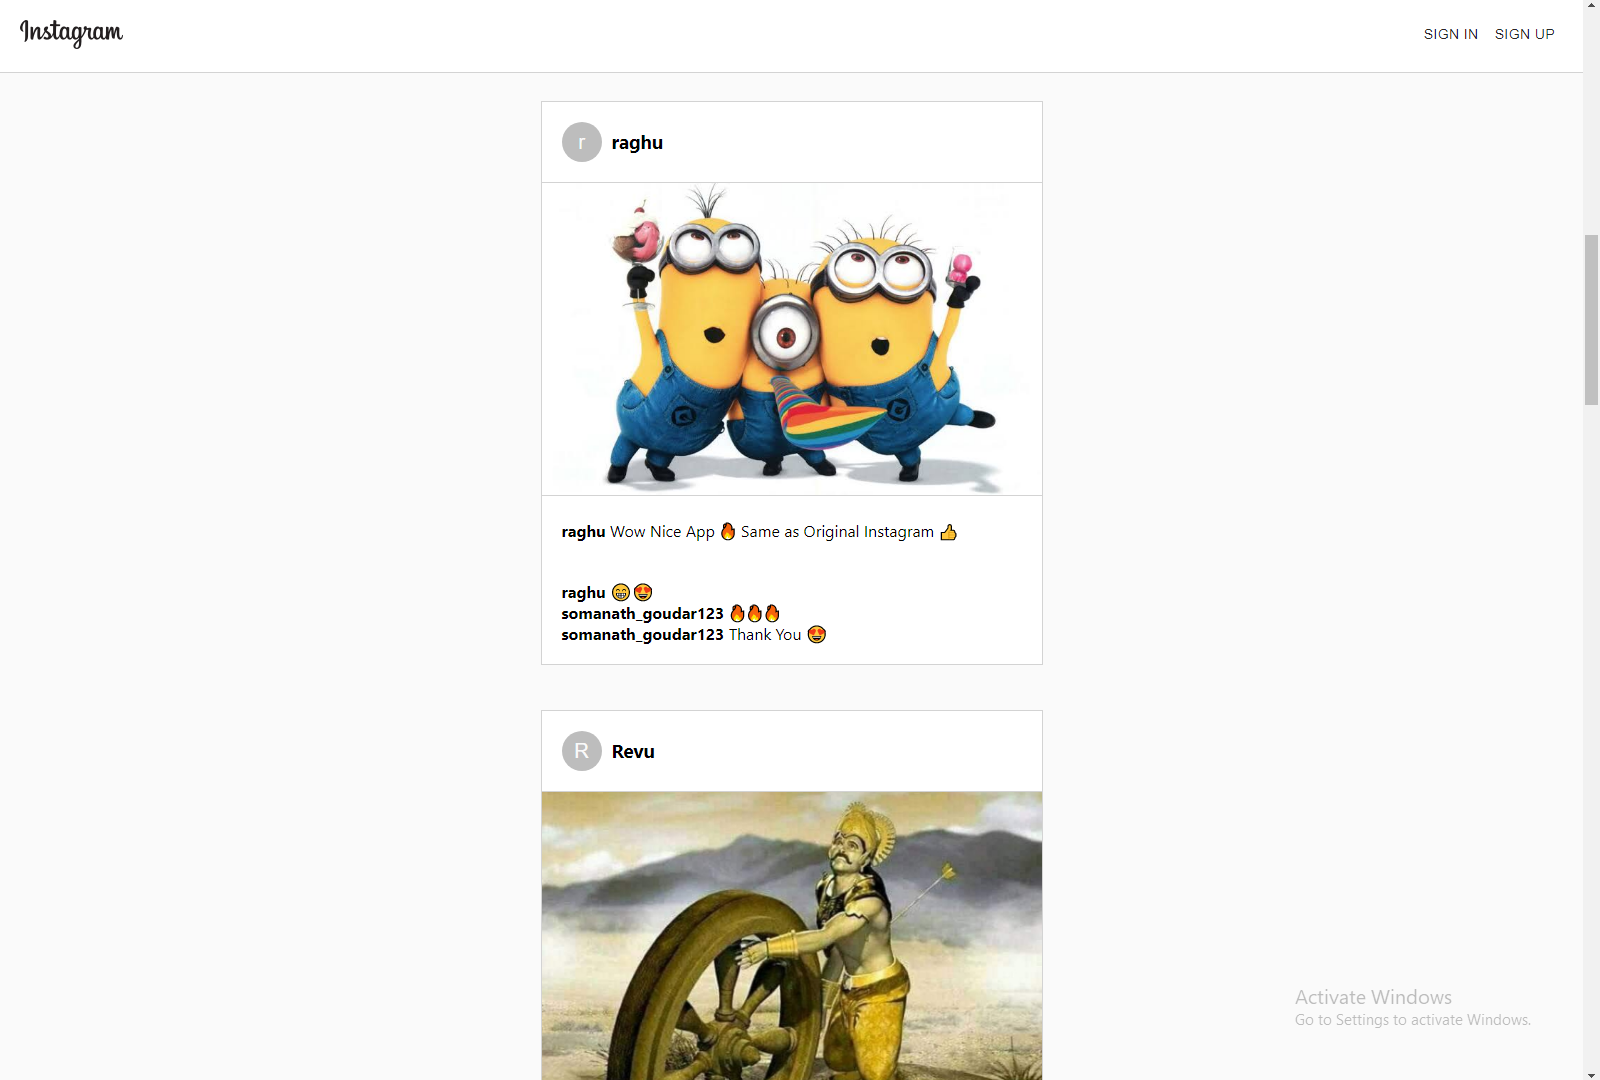 Instagram
SIGN IN SIGN UP
r raghu
raghu Wow Nice App 🔥 Same as Original Instagram 👍
raghu 😁😍
somanath_goudar123 🔥🔥🔥
somanath_goudar123 Thank You 😍
R Revu
Activate Windows
Go to Settings to activate Windows.